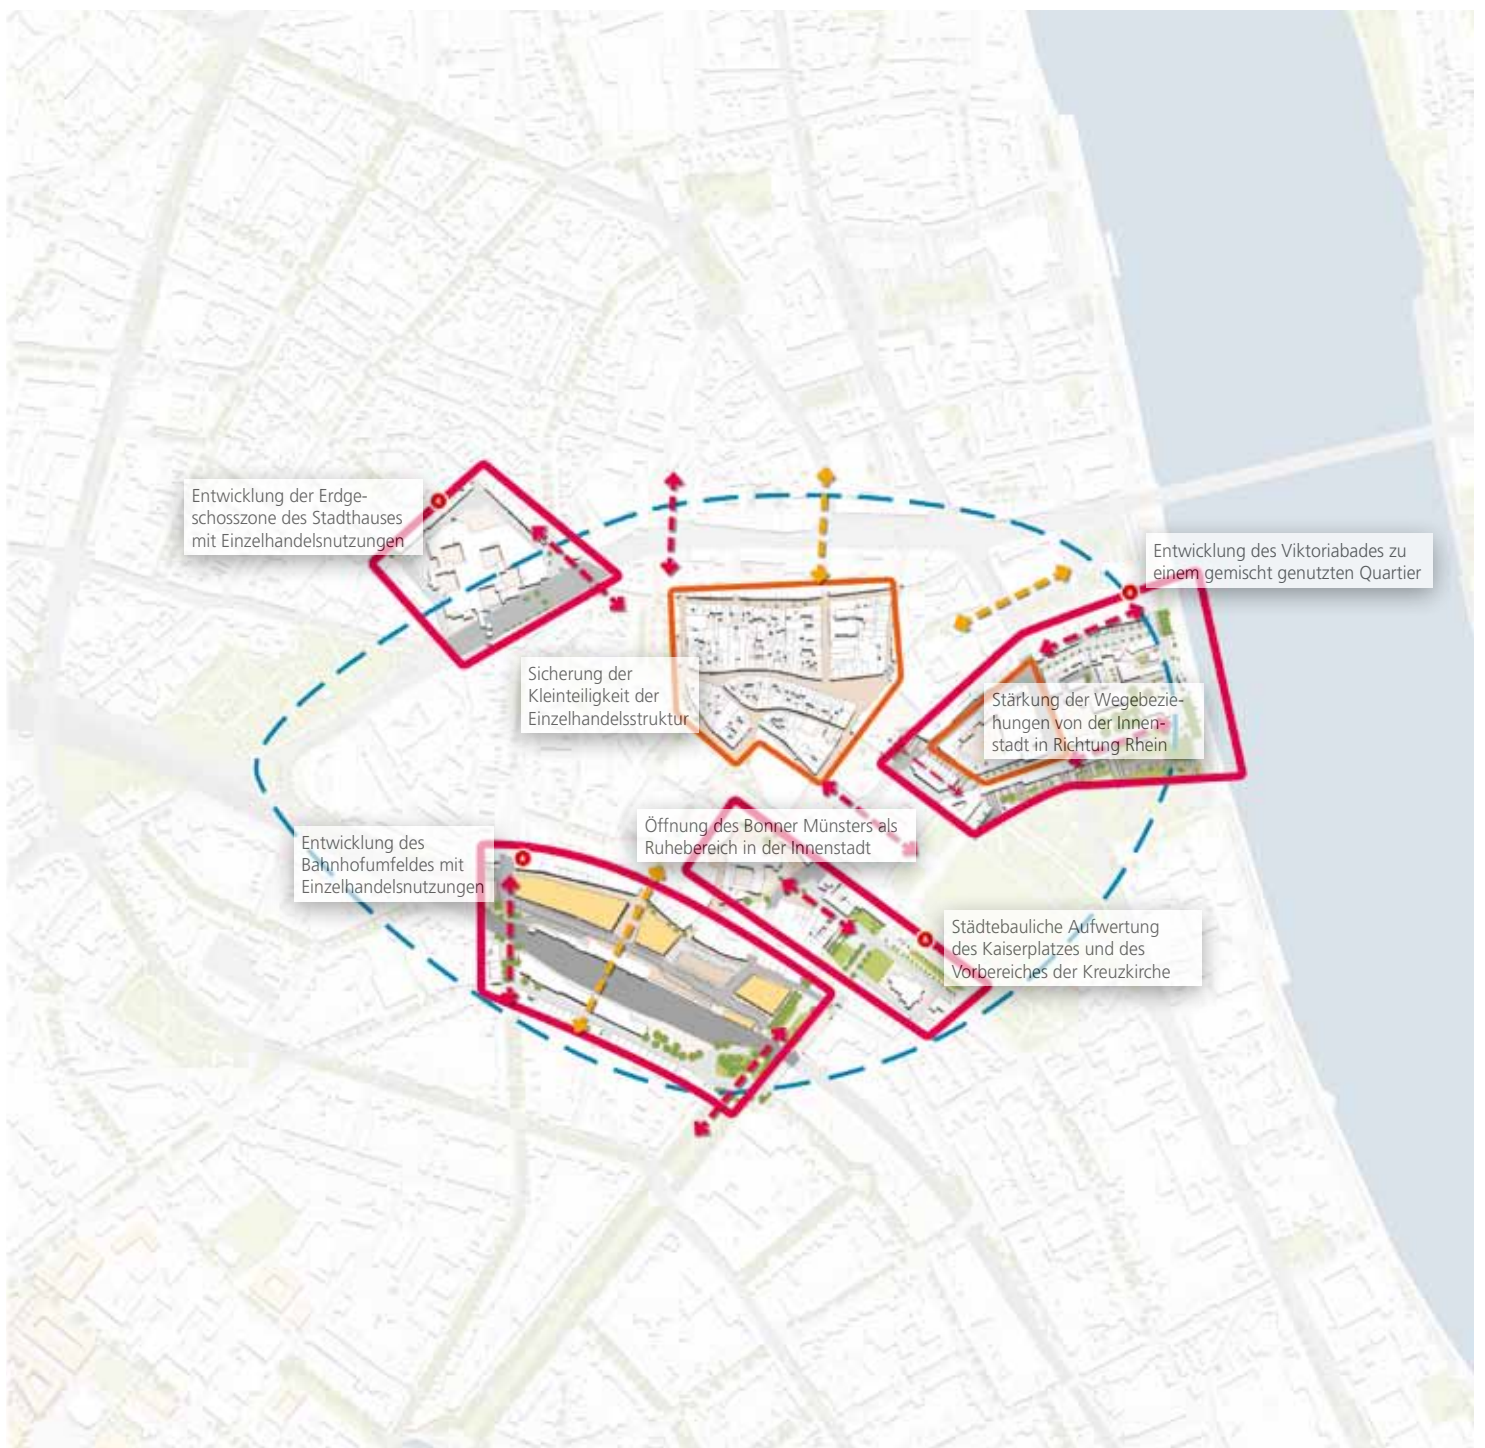 Entwicklung der Erdge-
schosszone des Stadthauses
mit Einzelhandelsnutzungen
Entwicklung des Viktoriabades zu
einem gemischt genutzten Quartier
Sicherung der
Kleinteiligkeit der
Einzelhandelsstruktur
Stärkung der Wegebezie-
hungen von der Innen-
stadt in Richtung Rhein
Öffnung des Bonner Münsters als
Ruhebereich in der Innenstadt
Entwicklung des
Bahnhofumfeldes mit
Einzelhandelsnutzungen
Städtebauliche Aufwertung
des Kaiserplatzes und des
Vorbereiches der Kreuzkirche